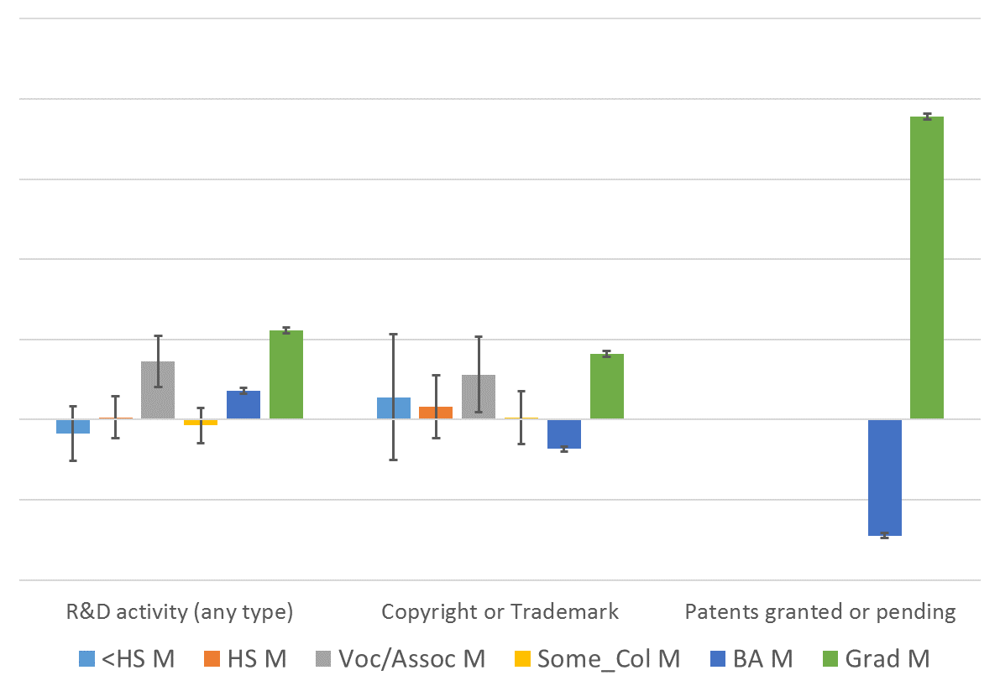 R&D activity (any type) Copyright or Trademark Patents granted or pending
<HS M HS M Voc/Assoc M Some_Col M BA M Grad M